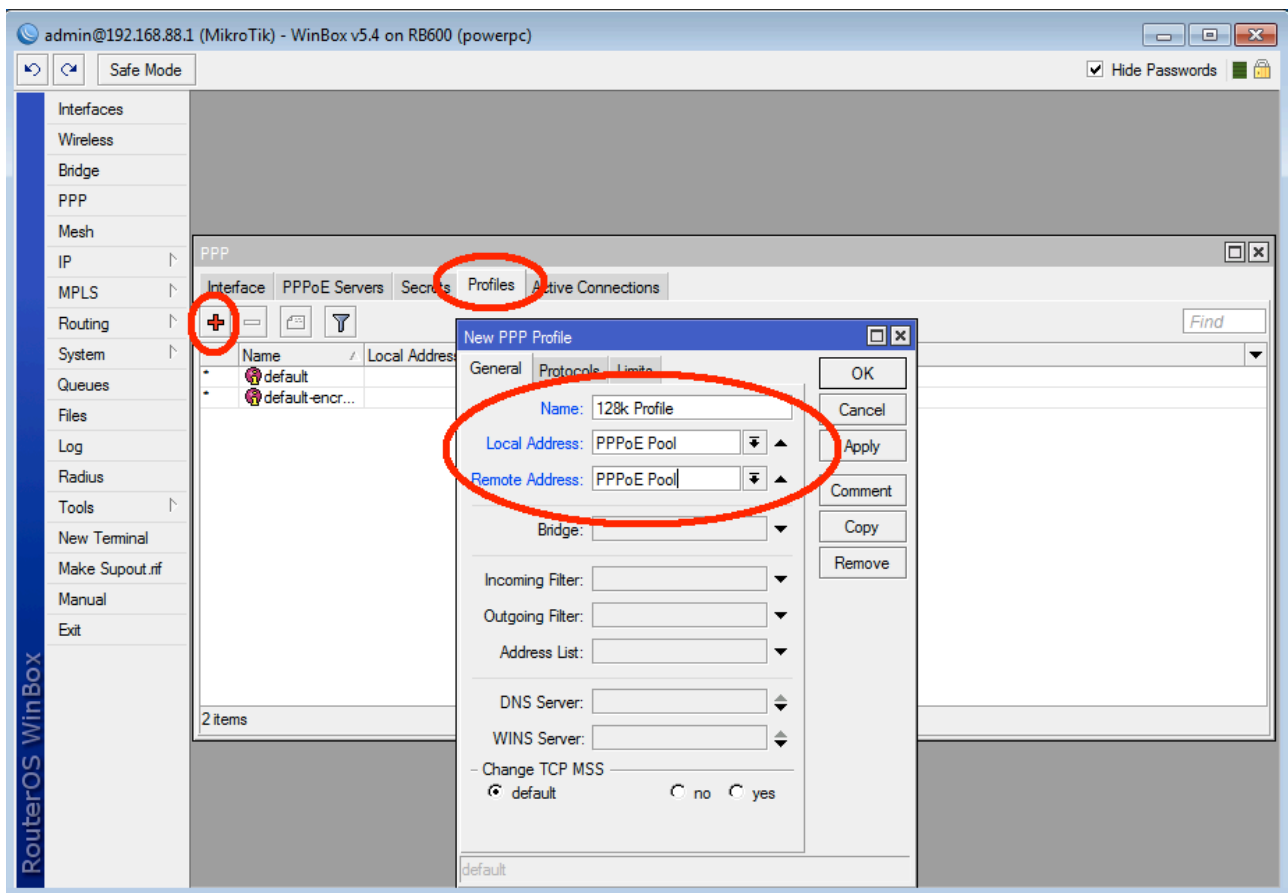 admin@192.168.88.1 (MikroTik) - WinBox v5.4 on RB600 (powerpc)
Safe Mode
Hide Passwords
Interfaces
Wireless
Bridge
PPP
Mesh
IP
MPLS
Routing
System
Queues
Files
Log
Radius
Tools
New Terminal
Make Supout.rif
Manual
Exit
RouterOS WinBox
PPP
Interface PPPoE Servers Secrets Profiles Active Connections
Find
Name / Local Address
* default
* default-encr...
2 items
New PPP Profile
General Protocols Limits
Name: 128k Profile
Local Address: PPPoE Pool
Remote Address: PPPoE Pool
Bridge:
Incoming Filter:
Outgoing Filter:
Address List:
DNS Server:
WINS Server:
Change TCP MSS
default no yes
default
OK
Cancel
Apply
Comment
Copy
Remove